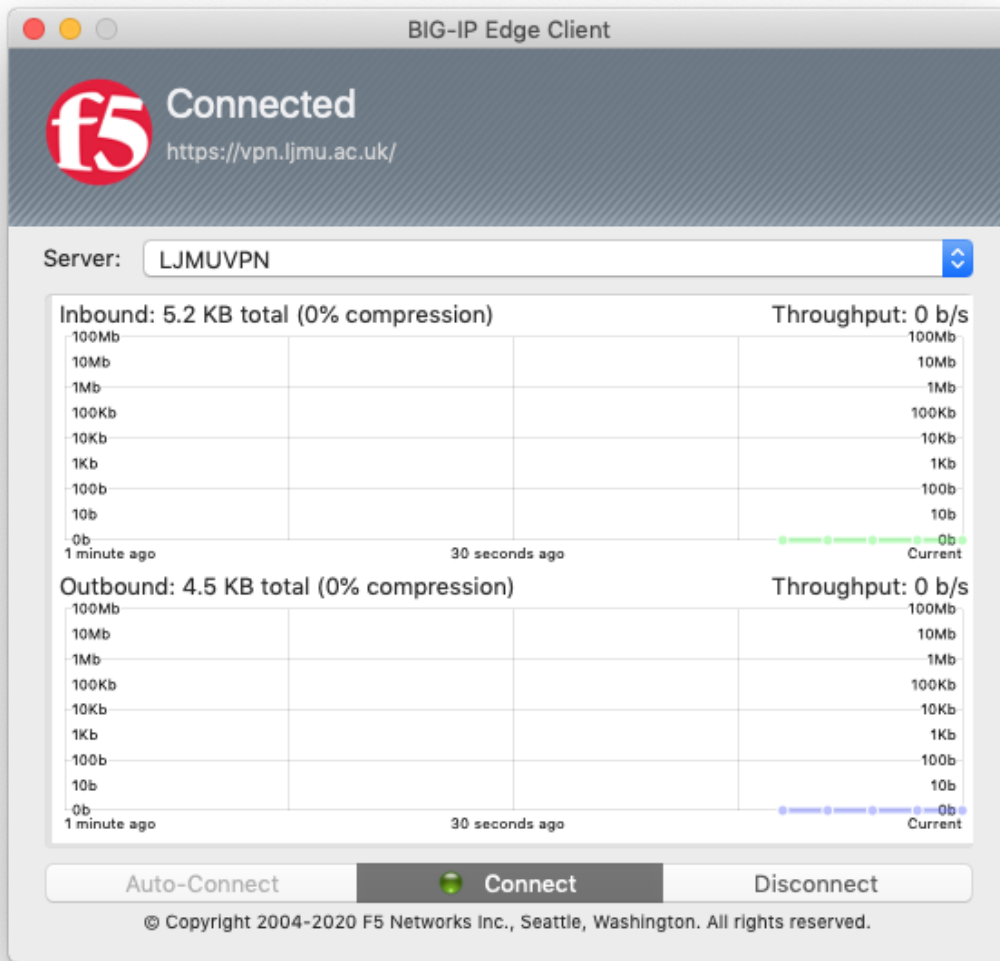 BIG-IP Edge Client
f5
Connected
https://vpn.ljmu.ac.uk/
Server: LJMUVPN
Inbound: 5.2 KB total (0% compression) Throughput: 0 b/s
100Mb 100Mb
10Mb 10Mb
1Mb 1Mb
100Kb 100Kb
10Kb 10Kb
1Kb 1Kb
100b 100b
10b 10b
0b 0b
1 minute ago 30 seconds ago Current
Outbound: 4.5 KB total (0% compression) Throughput: 0 b/s
100Mb 100Mb
10Mb 10Mb
1Mb 1Mb
100Kb 100Kb
10Kb 10Kb
1Kb 1Kb
100b 100b
10b 10b
0b 0b
1 minute ago 30 seconds ago Current
Auto-Connect Connect Disconnect
© Copyright 2004-2020 F5 Networks Inc., Seattle, Washington. All rights reserved.